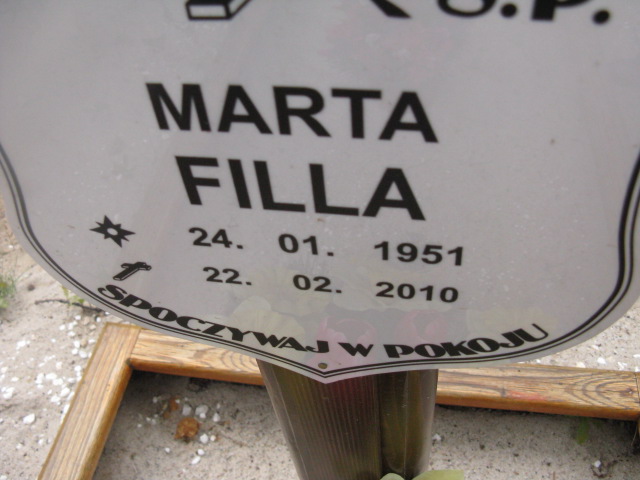 Ś.P.
MARTA
FILLA
24. 01. 1951
22. 02. 2010
SPOCZYWAJ W POKOJU